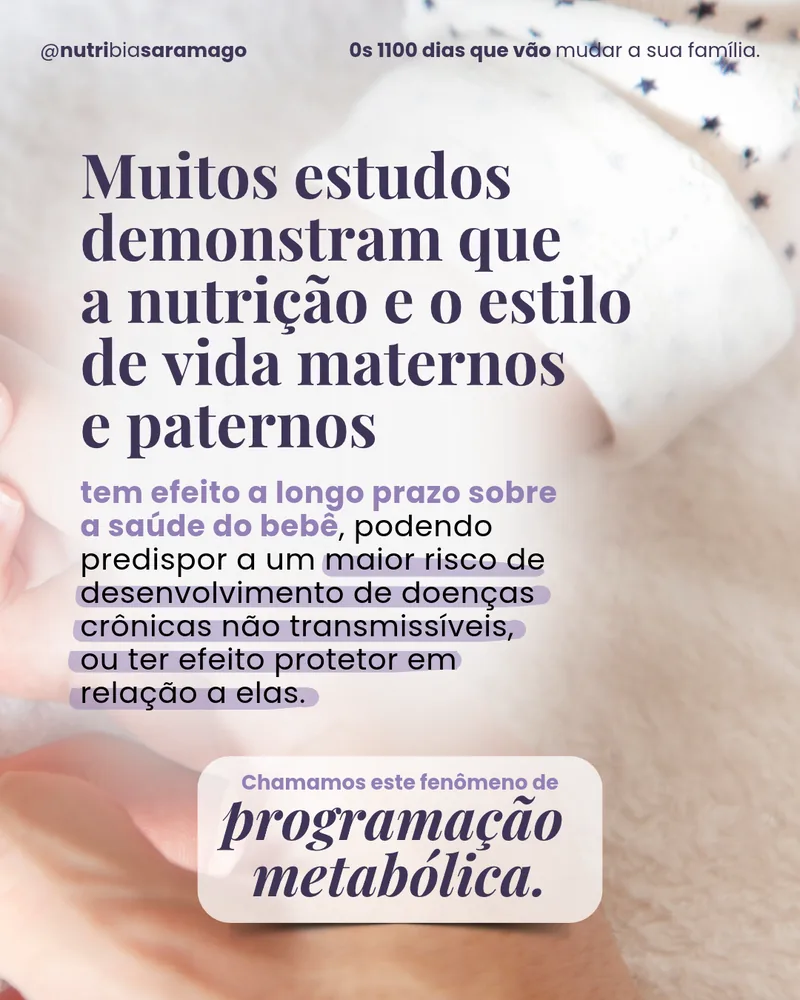 @nutribiasaramago
0s 1100 dias que vão mudar a sua família.
Muitos estudos
demonstram que
a nutrição e o estilo
de vida maternos
e paternos
tem efeito a longo prazo sobre
a saúde do bebê, podendo
predispor a um maior risco de
desenvolvimento de doenças
crônicas não transmissíveis,
ou ter efeito protetor em
relação a elas.
Chamamos este fenômeno de
programação
metabólica.